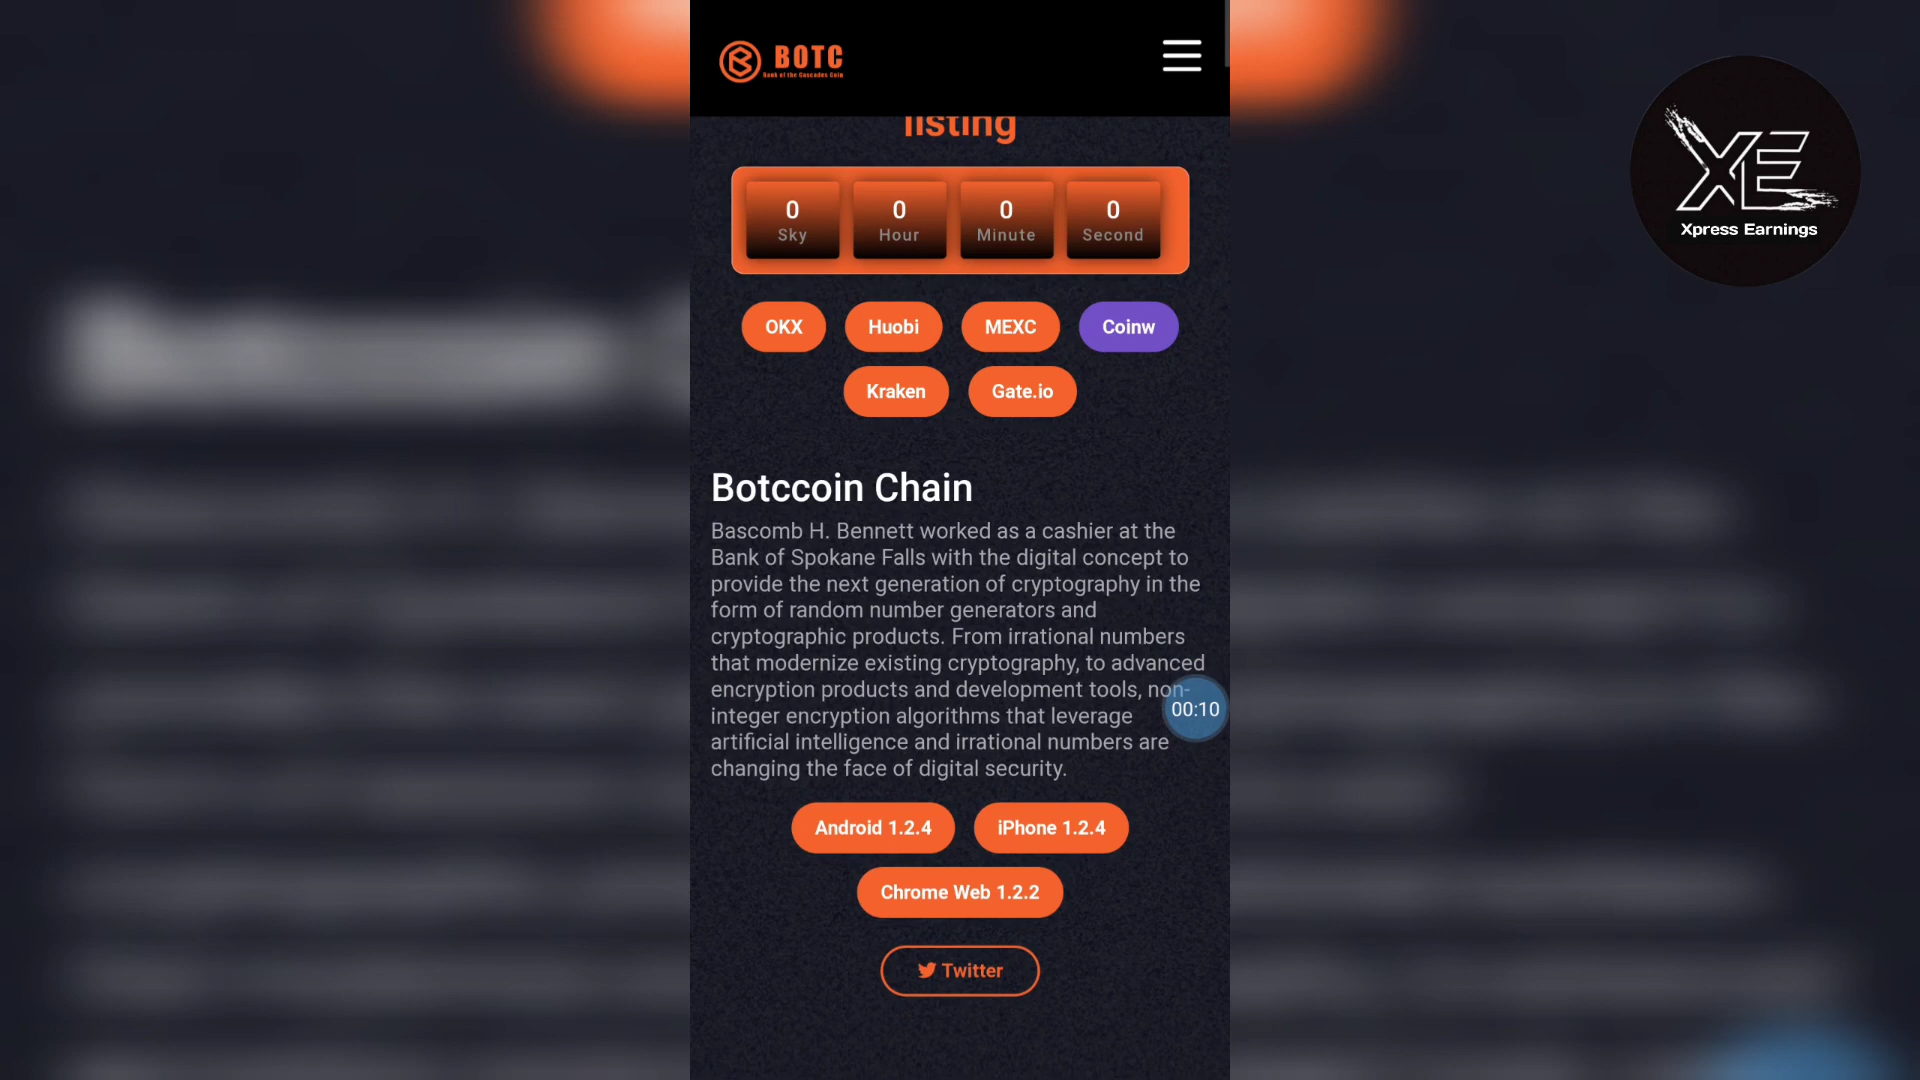 BOTC
Bank of the Cascades Coin
listing
0 0 0 0
Sky Hour Minute Second
OKX Huobi MEXC Coinw
Kraken Gate.io
Botccoin Chain
Bascomb H. Bennett worked as a cashier at the
Bank of Spokane Falls with the digital concept to
provide the next generation of cryptography in the
form of random number generators and
cryptographic products. From irrational numbers
that modernize existing cryptography, to advanced
encryption products and development tools, non-
integer encryption algorithms that leverage
artificial intelligence and irrational numbers are
changing the face of digital security.
00:10
Android 1.2.4 iPhone 1.2.4
Chrome Web 1.2.2
Twitter
XE
Xpress Earnings